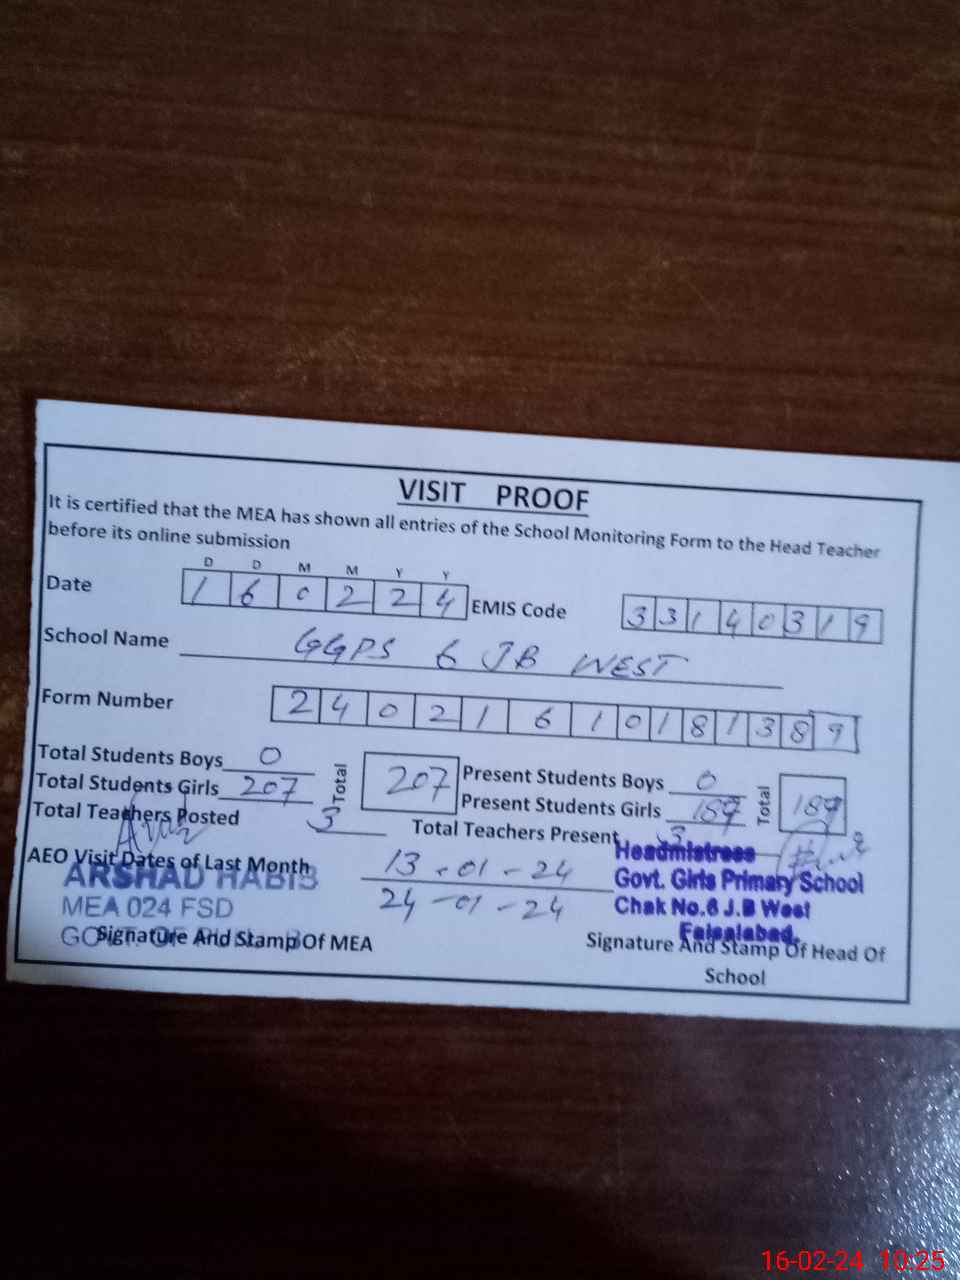 VISIT PROOF
It is certified that the MEA has shown all entries of the School Monitoring Form to the Head Teacher
before its online submission
D D M M Y Y
Date 1 6 0 2 2 4 EMIS Code 3 3 1 4 0 3 1 9
School Name GGPS 6 JB WEST
Form Number 2 4 0 2 1 6 1 0 1 8 1 3 8 9
Total Students Boys 0 Total 207 Present Students Boys 0 Total
Total Students Girls 207 Present Students Girls
Total Teachers Posted 3 Total Teachers Present 3
AEO Visit Dates of Last Month 13-01-24
24-01-24
ARSHAD HABIB
MEA 024 FSD
Signature And Stamp Of MEA
Headmistress
Govt. Girls Primary School
Chak No.6 J.B West
Faisalabad.
Signature And Stamp Of Head Of
School
16-02-24 10:25